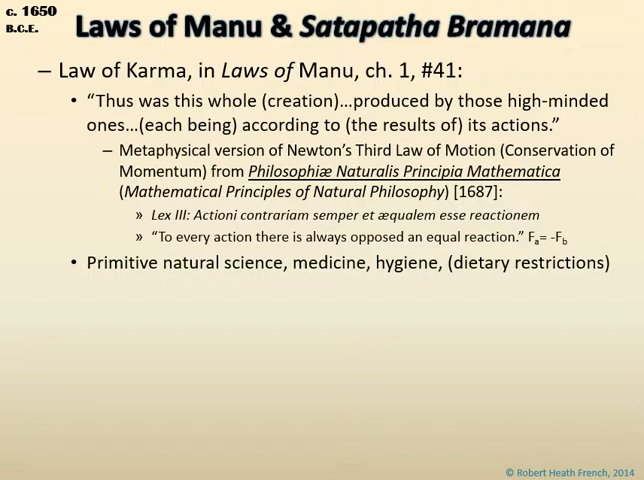 c. 1650
B.C.E.
Laws of Manu & Satapatha Bramana
– Law of Karma, in Laws of Manu, ch. 1, #41:
• “Thus was this whole (creation)…produced by those high-minded
ones…(each being) according to (the results of) its actions.”
– Metaphysical version of Newton’s Third Law of Motion (Conservation of
Momentum) from Philosophiæ Naturalis Principia Mathematica
(Mathematical Principles of Natural Philosophy) [1687]:
» Lex III: Actioni contrariam semper et æqualem esse reactionem
» “To every action there is always opposed an equal reaction.” Fa= -Fb
• Primitive natural science, medicine, hygiene, (dietary restrictions)
© Robert Heath French, 2014